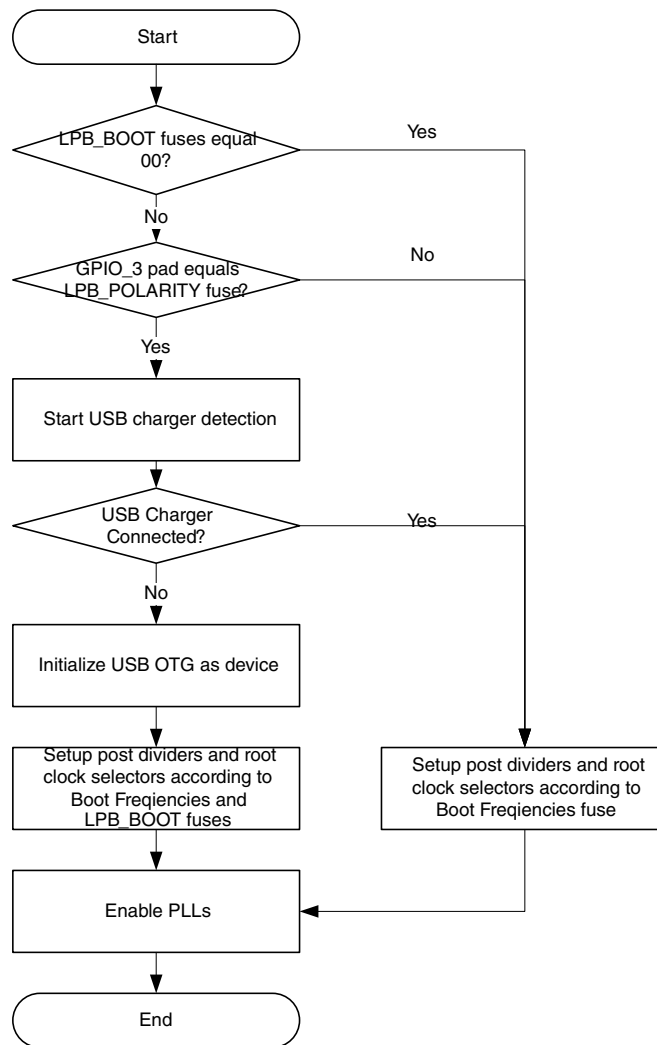 Start
LPB_BOOT fuses equal
00?
Yes
No
GPIO_3 pad equals
LPB_POLARITY fuse?
No
Yes
Start USB charger detection
USB Charger
Connected?
Yes
No
Initialize USB OTG as device
Setup post dividers and root
clock selectors according to
Boot Freqiencies and
LPB_BOOT fuses
Setup post dividers and root
clock selectors according to
Boot Freqiencies fuse
Enable PLLs
End